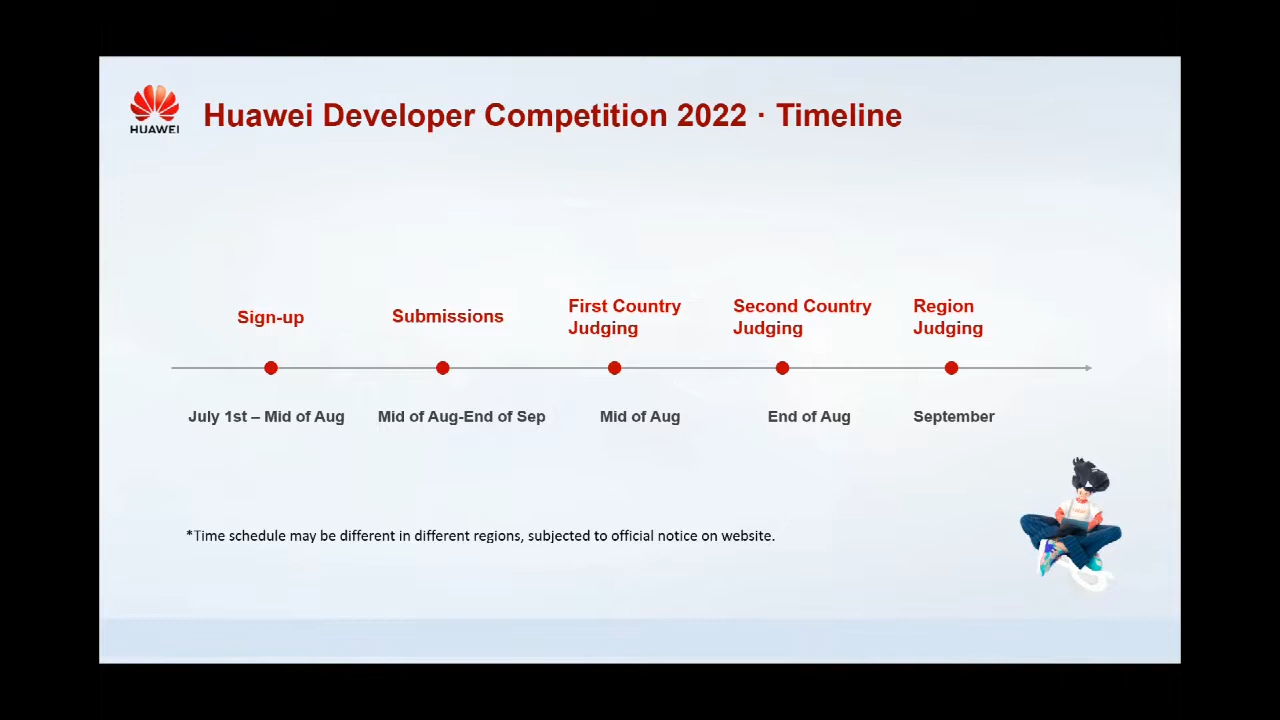 HUAWEI
Huawei Developer Competition 2022 · Timeline
Sign-up
Submissions
First Country
Judging
Second Country
Judging
Region
Judging
July 1st – Mid of Aug
Mid of Aug-End of Sep
Mid of Aug
End of Aug
September
*Time schedule may be different in different regions, subjected to official notice on website.